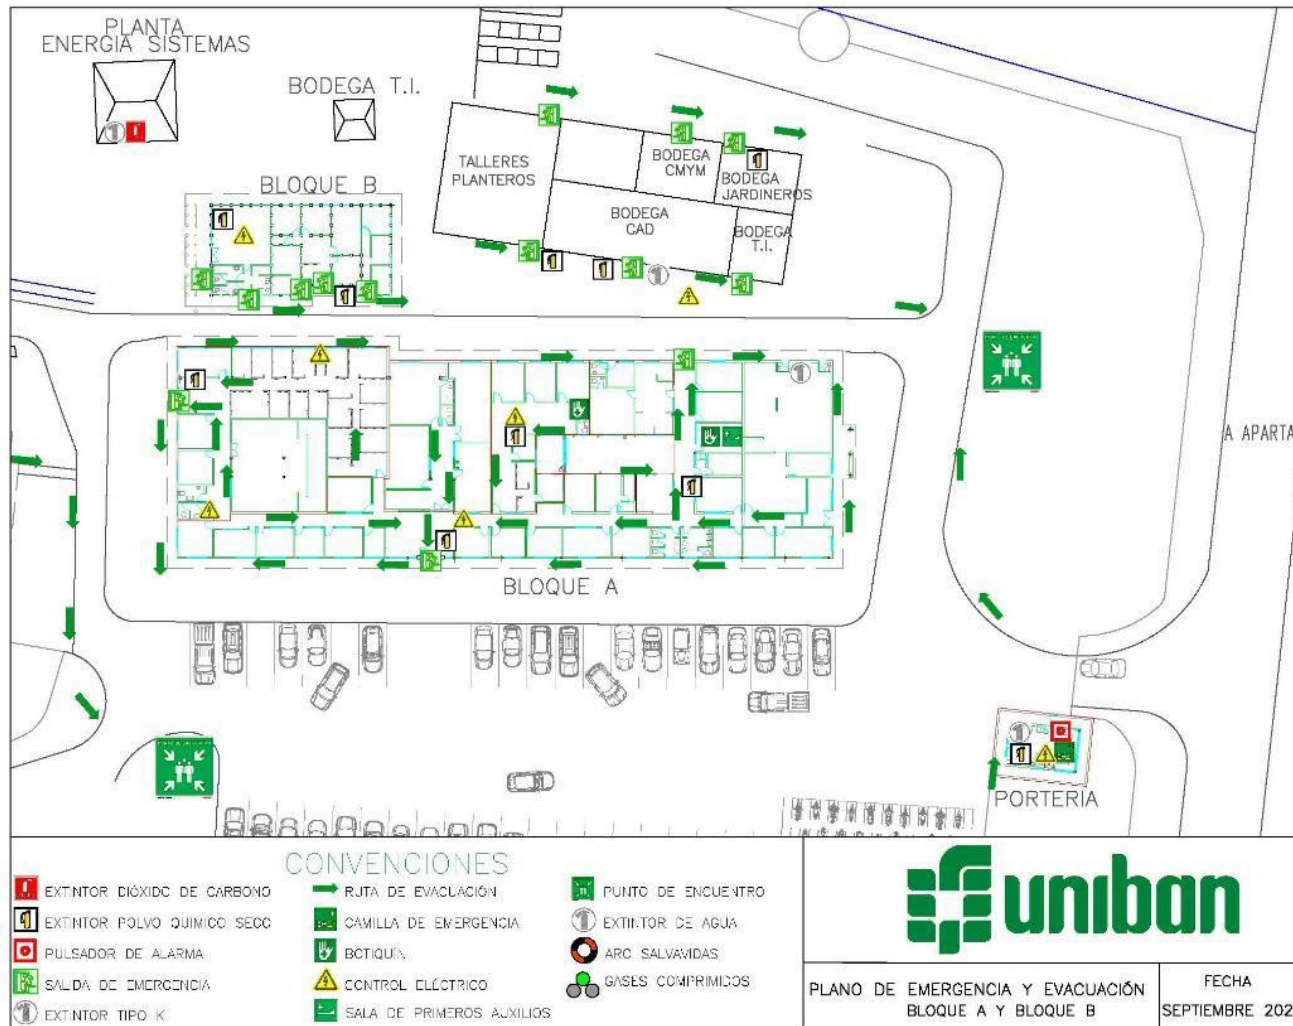 PLANTA
ENERGIA SISTEMAS
BODEGA T.I.
BLOQUE B
TALLERES
PLANTEROS
BODEGA
CMYM
BODEGA
JARDINEROS
BODEGA
CAD
BODEGA
T.I.
A APARTA
BLOQUE A
PORTERIA
CONVENCIONES
EXTINTOR DIÓXIDO DE CARBONO
EXTINTOR POLVO QUIMICO SECO
PULSADOR DE ALARMA
SALIDA DE EMERGENCIA
EXTINTOR TIPO K
RUTA DE EVACUACIÓN
CAMILLA DE EMERGENCIA
BOTIQUÍN
CONTROL ELÉCTRICO
SALA DE PRIMEROS AUXILIOS
PUNTO DE ENCUENTRO
EXTINTOR DE AGUA
ARO SALVAVIDAS
GASES COMPRIMIDOS
uniban
PLANO DE EMERGENCIA Y EVACUACIÓN
BLOQUE A Y BLOQUE B
FECHA
SEPTIEMBRE 202